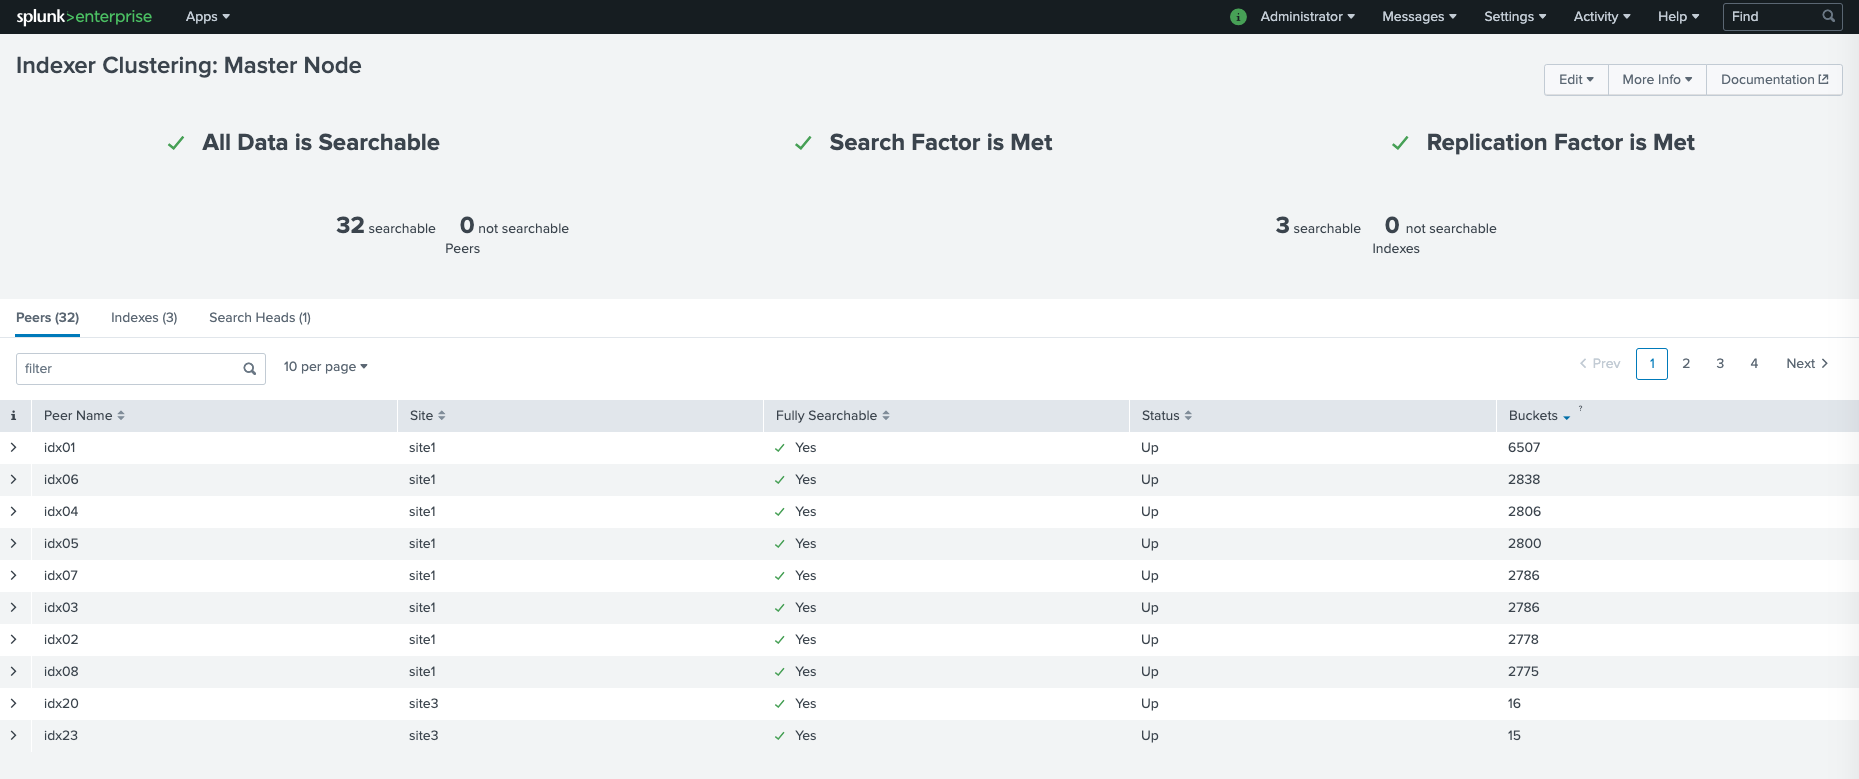 splunk>enterprise Apps Administrator Messages Settings Activity Help Find
Indexer Clustering: Master Node
Edit More Info Documentation
All Data is Searchable Search Factor is Met Replication Factor is Met
32 searchable 0 not searchable 3 searchable 0 not searchable
Peers Indexes
Peers (32) Indexes (3) Search Heads (1)
filter 10 per page < Prev 1 2 3 4 Next >
i Peer Name Site Fully Searchable Status Buckets ?
> idx01 site1 Yes Up 6507
> idx06 site1 Yes Up 2838
> idx04 site1 Yes Up 2806
> idx05 site1 Yes Up 2800
> idx07 site1 Yes Up 2786
> idx03 site1 Yes Up 2786
> idx02 site1 Yes Up 2778
> idx08 site1 Yes Up 2775
> idx20 site3 Yes Up 16
> idx23 site3 Yes Up 15